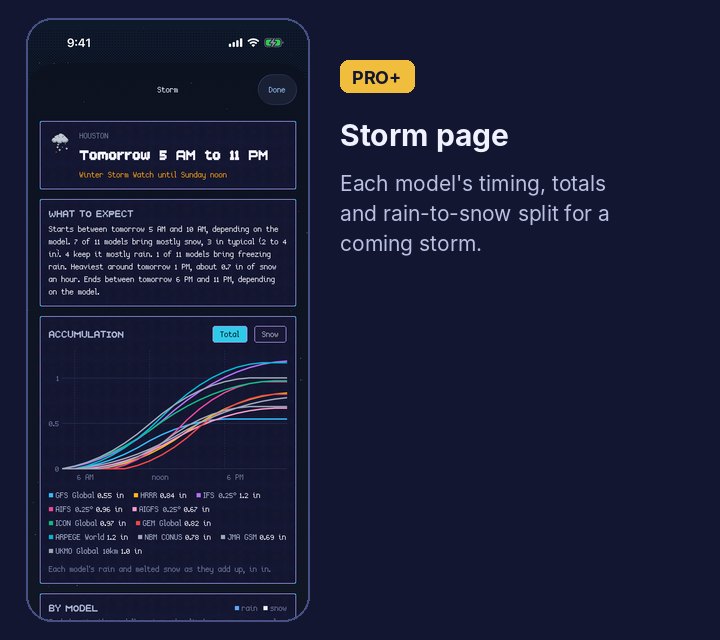 9:41
Storm
Done
HOUSTON
Tomorrow 5 AM to 11 PM
Winter Storm Watch until Sunday noon
WHAT TO EXPECT
Starts between tomorrow 5 AM and 10 AM, depending on the
model. 7 of 11 models bring mostly snow, 3 in typical (2 to 4
in). 4 keep it mostly rain. 1 of 11 models bring freezing
rain. Heaviest around tomorrow 1 PM, about 0.7 in of snow
an hour. Ends between tomorrow 6 PM and 11 PM, depending
on the model.
ACCUMULATION
Total
Snow
1
0.5
0
6 AM noon 6 PM
GFS Global 0.55 in HRRR 0.84 in IFS 0.25° 1.2 in
AIFS 0.25° 0.96 in AIGFS 0.25° 0.67 in
ICON Global 0.97 in GEM Global 0.82 in
ARPEGE World 1.2 in NBM CONUS 0.78 in JMA GSM 0.69 in
UKMO Global 10km 1.0 in
Each model's rain and melted snow as they add up, in in.
BY MODEL
rain snow
PRO+
Storm page
Each model's timing, totals
and rain-to-snow split for a
coming storm.